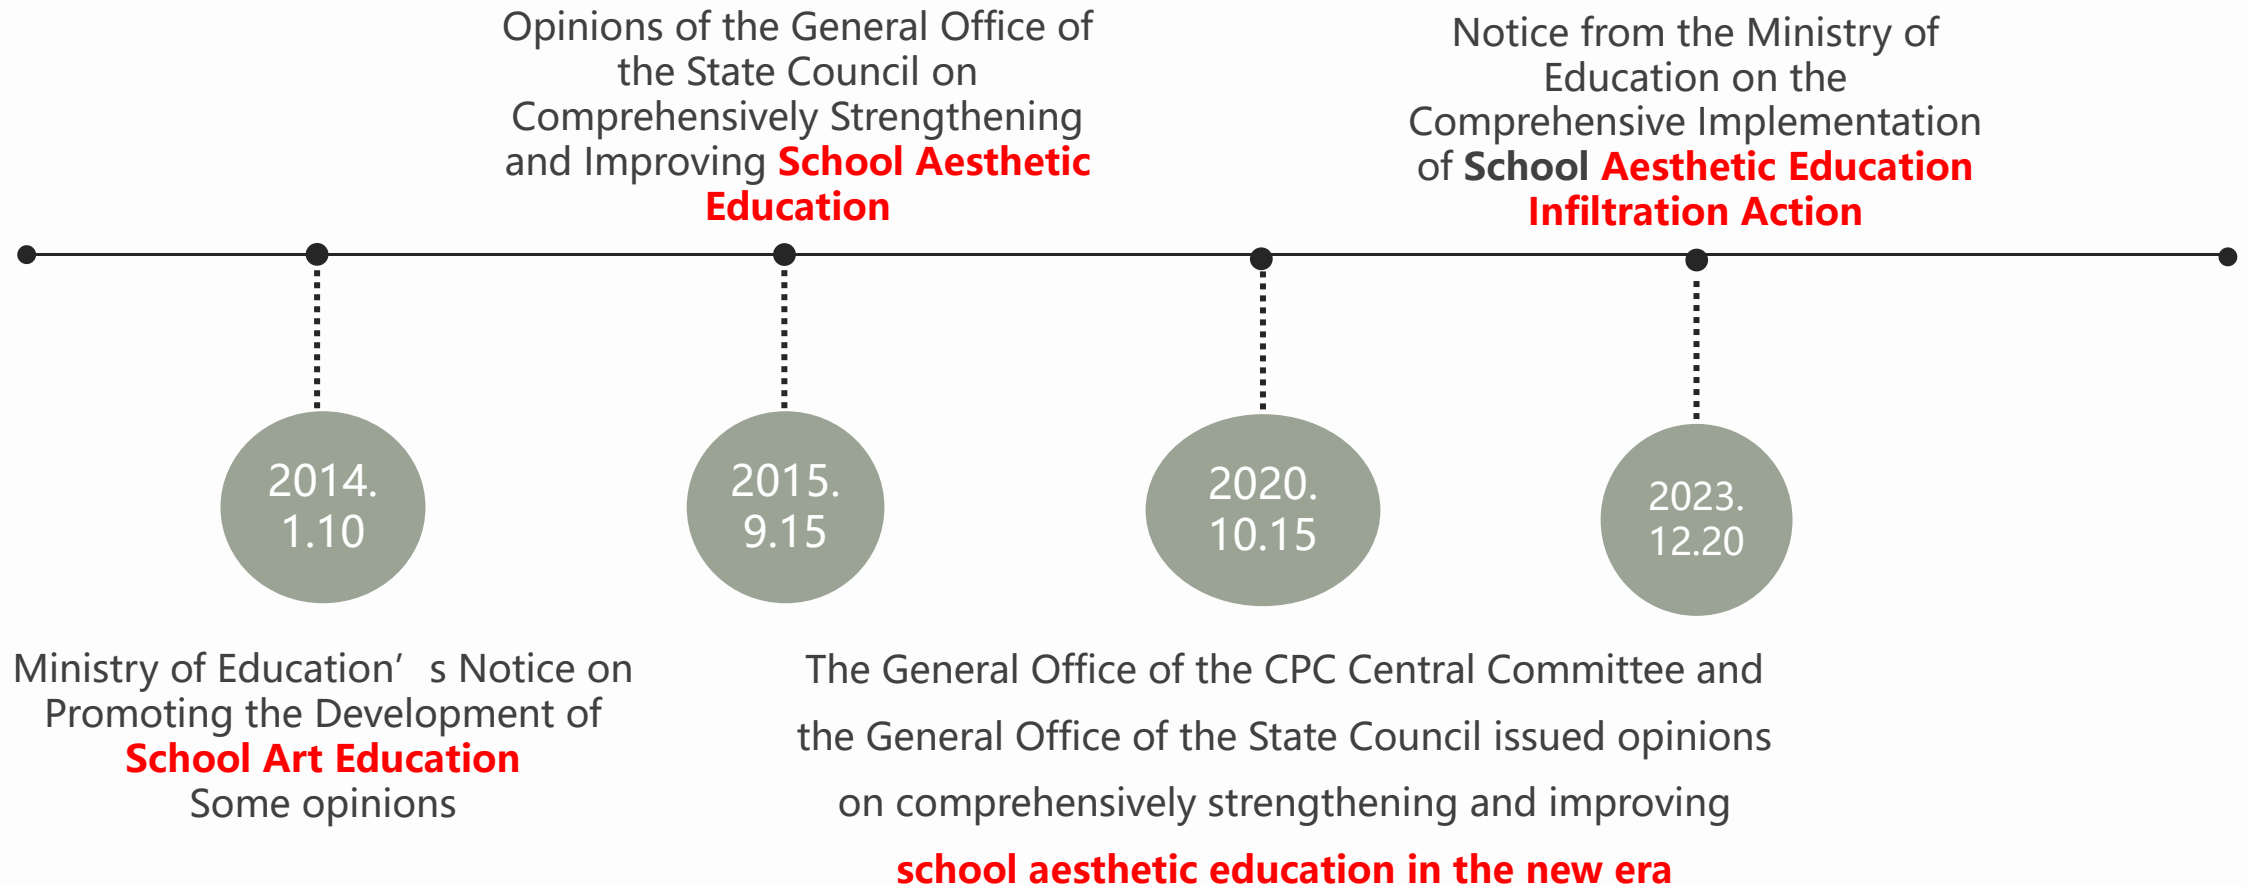 Opinions of the General Office of
the State Council on
Comprehensively Strengthening
and Improving School Aesthetic
Education
Notice from the Ministry of
Education on the
Comprehensive Implementation
of School Aesthetic Education
Infiltration Action
2014.
1.10
2015.
9.15
2020.
10.15
2023.
12.20
Ministry of Education’ s Notice on
Promoting the Development of
School Art Education
Some opinions
The General Office of the CPC Central Committee and
the General Office of the State Council issued opinions
on comprehensively strengthening and improving
school aesthetic education in the new era